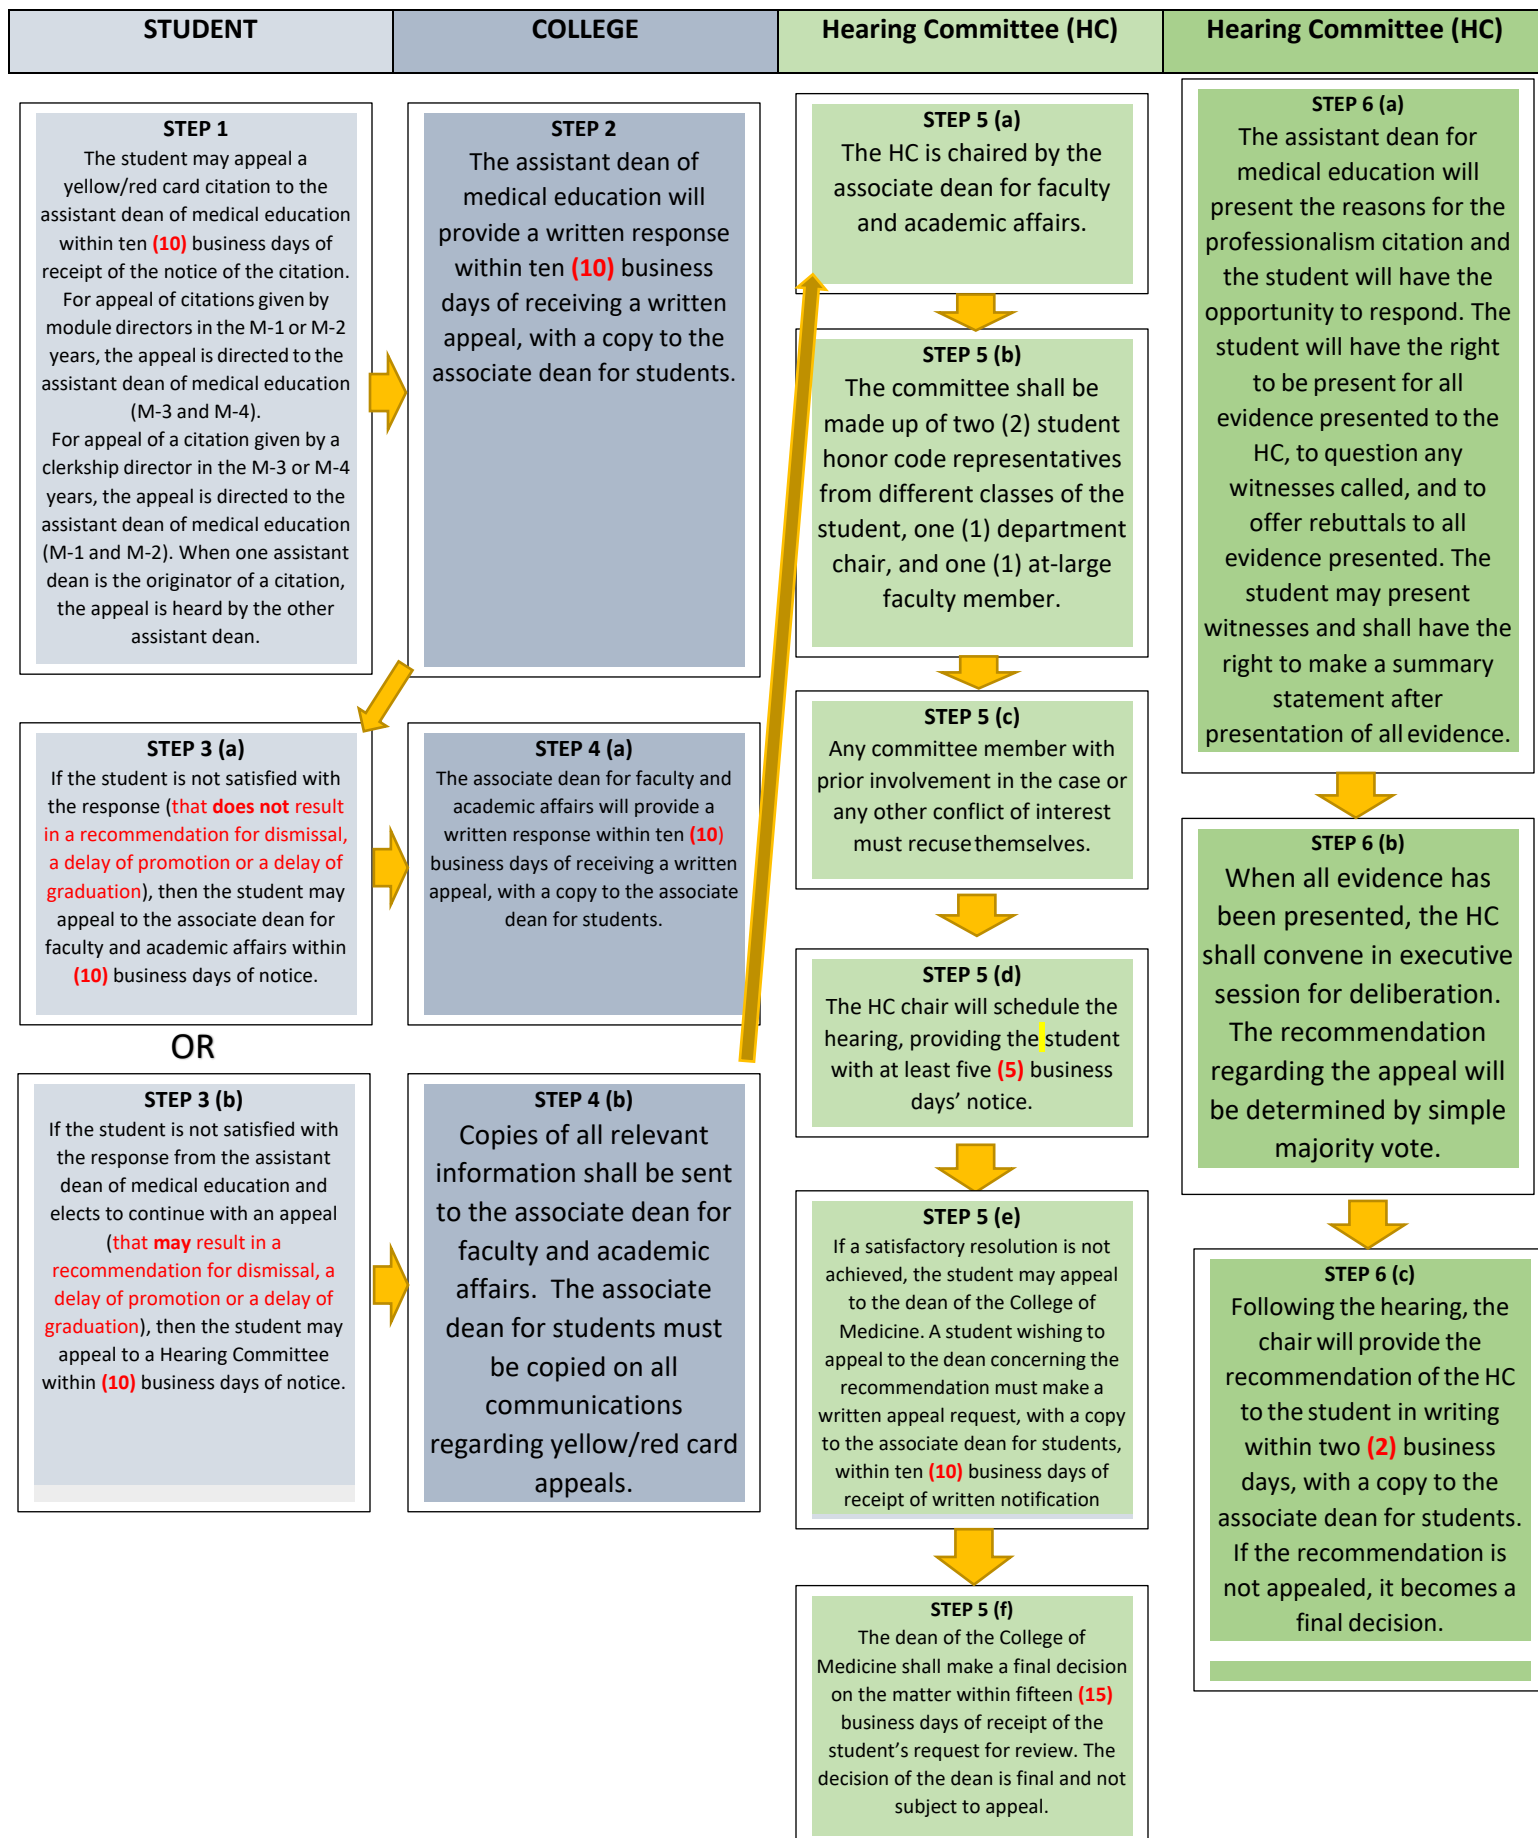 STUDENT
COLLEGE
Hearing Committee (HC)
Hearing Committee (HC)
STEP 1
The student may appeal a
yellow/red card citation to the
assistant dean of medical education
within ten (10) business days of
receipt of the notice of the citation.
For appeal of citations given by
module directors in the M-1 or M-2
years, the appeal is directed to the
assistant dean of medical education
(M-3 and M-4).
For appeal of a citation given by a
clerkship director in the M-3 or M-4
years, the appeal is directed to the
assistant dean of medical education
(M-1 and M-2). When one assistant
dean is the originator of a citation,
the appeal is heard by the other
assistant dean.
STEP 2
The assistant dean of
medical education will
provide a written response
within ten (10) business
days of receiving a written
appeal, with a copy to the
associate dean for students.
STEP 3 (a)
If the student is not satisfied with
the response (that does not result
in a recommendation for dismissal,
a delay of promotion or a delay of
graduation), then the student may
appeal to the associate dean for
faculty and academic affairs within
(10) business days of notice.
OR
STEP 3 (b)
If the student is not satisfied with
the response from the assistant
dean of medical education and
elects to continue with an appeal
(that may result in a
recommendation for dismissal, a
delay of promotion or a delay of
graduation), then the student may
appeal to a Hearing Committee
within (10) business days of notice.
STEP 4 (a)
The associate dean for faculty and
academic affairs will provide a
written response within ten (10)
business days of receiving a written
appeal, with a copy to the associate
dean for students.
STEP 4 (b)
Copies of all relevant
information shall be sent
to the associate dean for
faculty and academic
affairs. The associate
dean for students must
be copied on all
communications
regarding yellow/red card
appeals.
STEP 5 (a)
The HC is chaired by the
associate dean for faculty
and academic affairs.
STEP 5 (b)
The committee shall be
made up of two (2) student
honor code representatives
from different classes of the
student, one (1) department
chair, and one (1) at-large
faculty member.
STEP 5 (c)
Any committee member with
prior involvement in the case or
any other conflict of interest
must recuse themselves.
STEP 5 (d)
The HC chair will schedule the
hearing, providing the student
with at least five (5) business
days’ notice.
STEP 5 (e)
If a satisfactory resolution is not
achieved, the student may appeal
to the dean of the College of
Medicine. A student wishing to
appeal to the dean concerning the
recommendation must make a
written appeal request, with a copy
to the associate dean for students,
within ten (10) business days of
receipt of written notification
STEP 5 (f)
The dean of the College of
Medicine shall make a final decision
on the matter within fifteen (15)
business days of receipt of the
student’s request for review. The
decision of the dean is final and not
subject to appeal.
STEP 6 (a)
The assistant dean for
medical education will
present the reasons for the
professionalism citation and
the student will have the
opportunity to respond. The
student will have the right
to be present for all
evidence presented to the
HC, to question any
witnesses called, and to
offer rebuttals to all
evidence presented. The
student may present
witnesses and shall have the
right to make a summary
statement after
presentation of all evidence.
STEP 6 (b)
When all evidence has
been presented, the HC
shall convene in executive
session for deliberation.
The recommendation
regarding the appeal will
be determined by simple
majority vote.
STEP 6 (c)
Following the hearing, the
chair will provide the
recommendation of the HC
to the student in writing
within two (2) business
days, with a copy to the
associate dean for students.
If the recommendation is
not appealed, it becomes a
final decision.